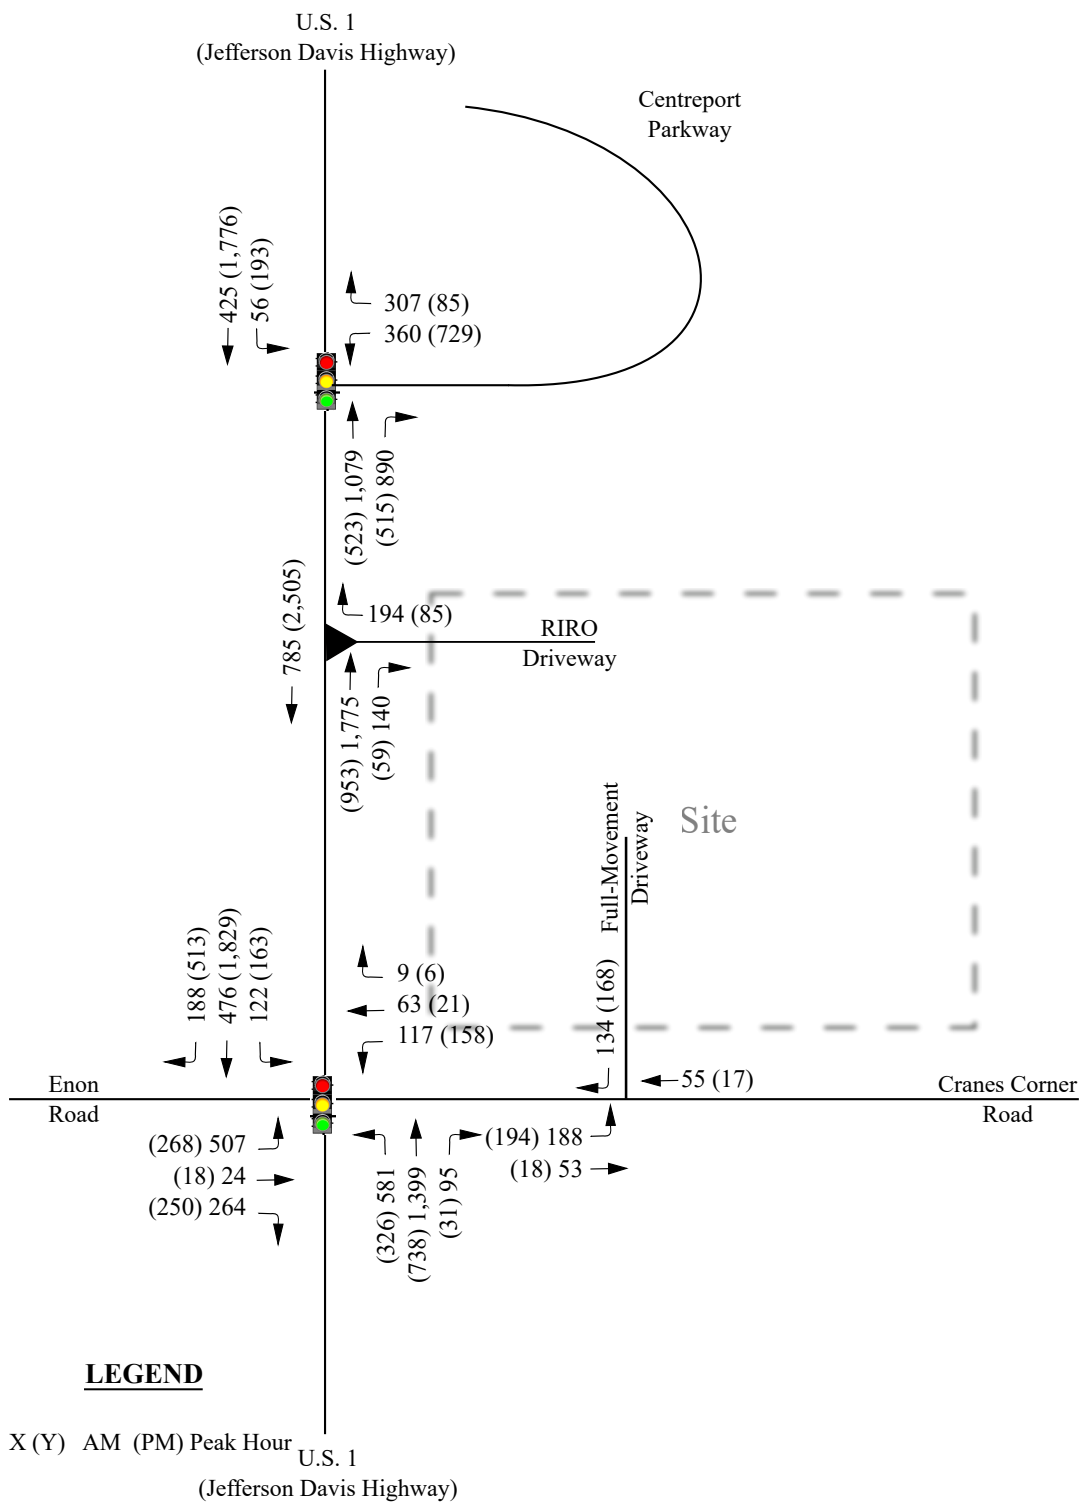 U.S. 1
(Jefferson Davis Highway)
Centreport
Parkway
425 (1,776)
56 (193)
307 (85)
360 (729)
(523) 1,079
(515) 890
785 (2,505)
194 (85)
RIRO
Driveway
(953) 1,775
(59) 140
Site
Full-Movement
Driveway
188 (513)
476 (1,829)
122 (163)
9 (6)
63 (21)
117 (158)
134 (168)
55 (17)
Enon
Road
Cranes Corner
Road
(268) 507
(18) 24
(250) 264
(326) 581
(738) 1,399
(31) 95
(194) 188
(18) 53
LEGEND
X (Y) AM (PM) Peak Hour
U.S. 1
(Jefferson Davis Highway)